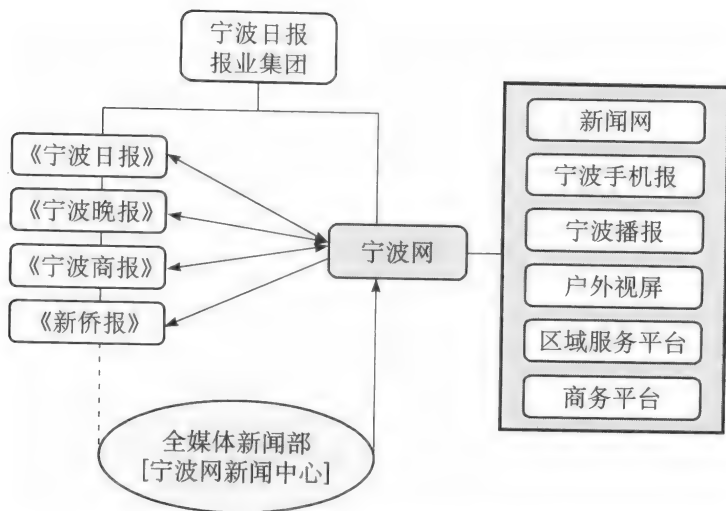 宁波日报
报业集团
《宁波日报》
《宁波晚报》
《宁波商报》
《新侨报》
宁波网
新闻网
宁波手机报
宁波播报
户外视屏
区域服务平台
商务平台
全媒体新闻部
[宁波网新闻中心]